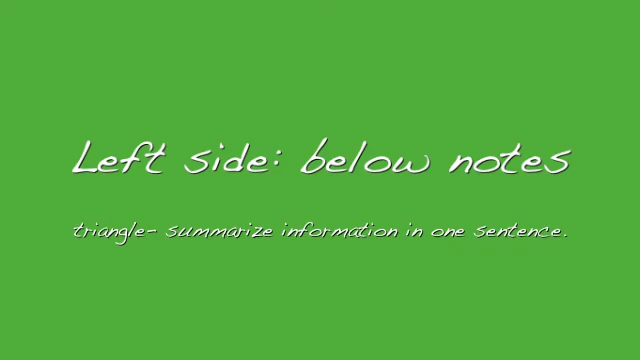 Left side: below notes
triangle- summarize information in one sentence.